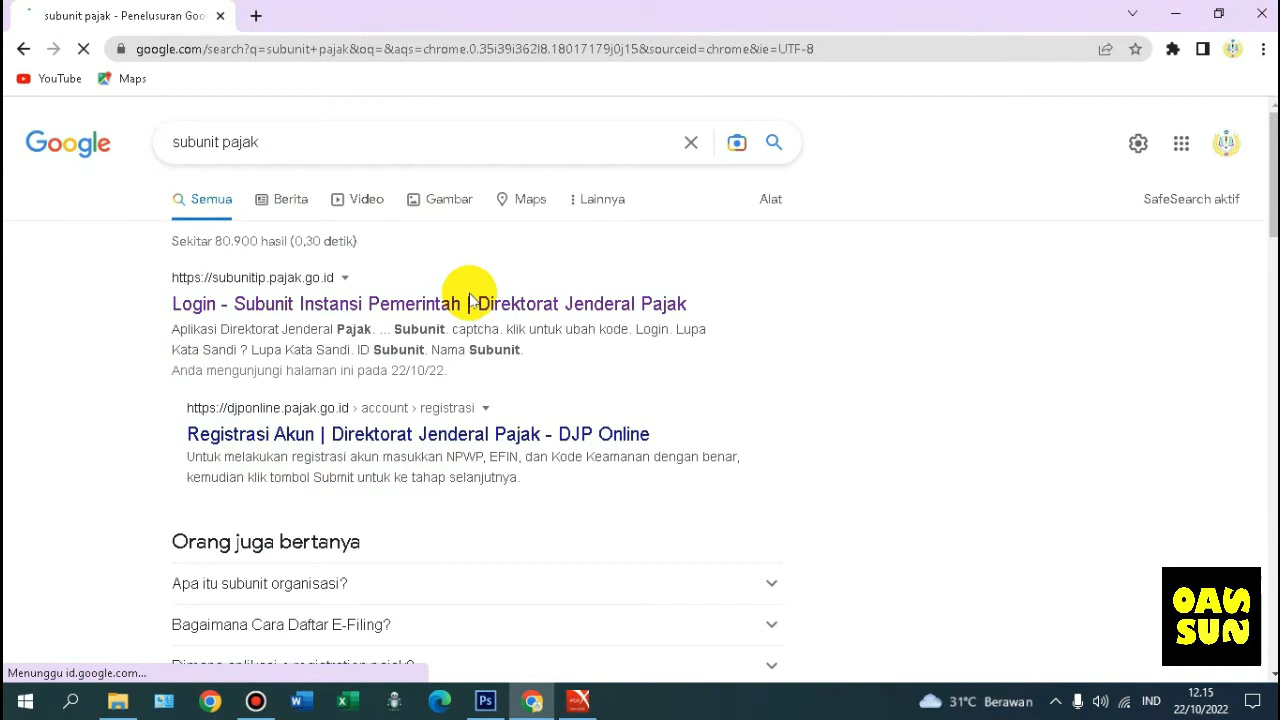 subunit pajak - Penelusuran Goo
google.com/search?q=subunit+pajak&oq=&aqs=chrome.0.35i39i362l8.18017179j0j15&sourceid=chrome&ie=UTF-8
YouTube
Maps
Google
subunit pajak
Semua
Berita
Video
Gambar
Maps
Lainnya
Alat
SafeSearch aktif
Sekitar 80.900 hasil (0,30 detik)
https://subunitip.pajak.go.id
Login - Subunit Instansi Pemerintah | Direktorat Jenderal Pajak
Aplikasi Direktorat Jenderal Pajak. ... Subunit. captcha. klik untuk ubah kode. Login. Lupa
Kata Sandi ? Lupa Kata Sandi. ID Subunit. Nama Subunit.
Anda mengunjungi halaman ini pada 22/10/22.
https://djponline.pajak.go.id › account › registrasi
Registrasi Akun | Direktorat Jenderal Pajak - DJP Online
Untuk melakukan registrasi akun masukkan NPWP, EFIN, dan Kode Keamanan dengan benar,
kemudian klik tombol Submit untuk ke tahap selanjutnya.
Orang juga bertanya
Apa itu subunit organisasi?
Bagaimana Cara Daftar E-Filing?
Menunggu id.google.com...
OAS
SUN
31°C Berawan
IND
12.15
22/10/2022